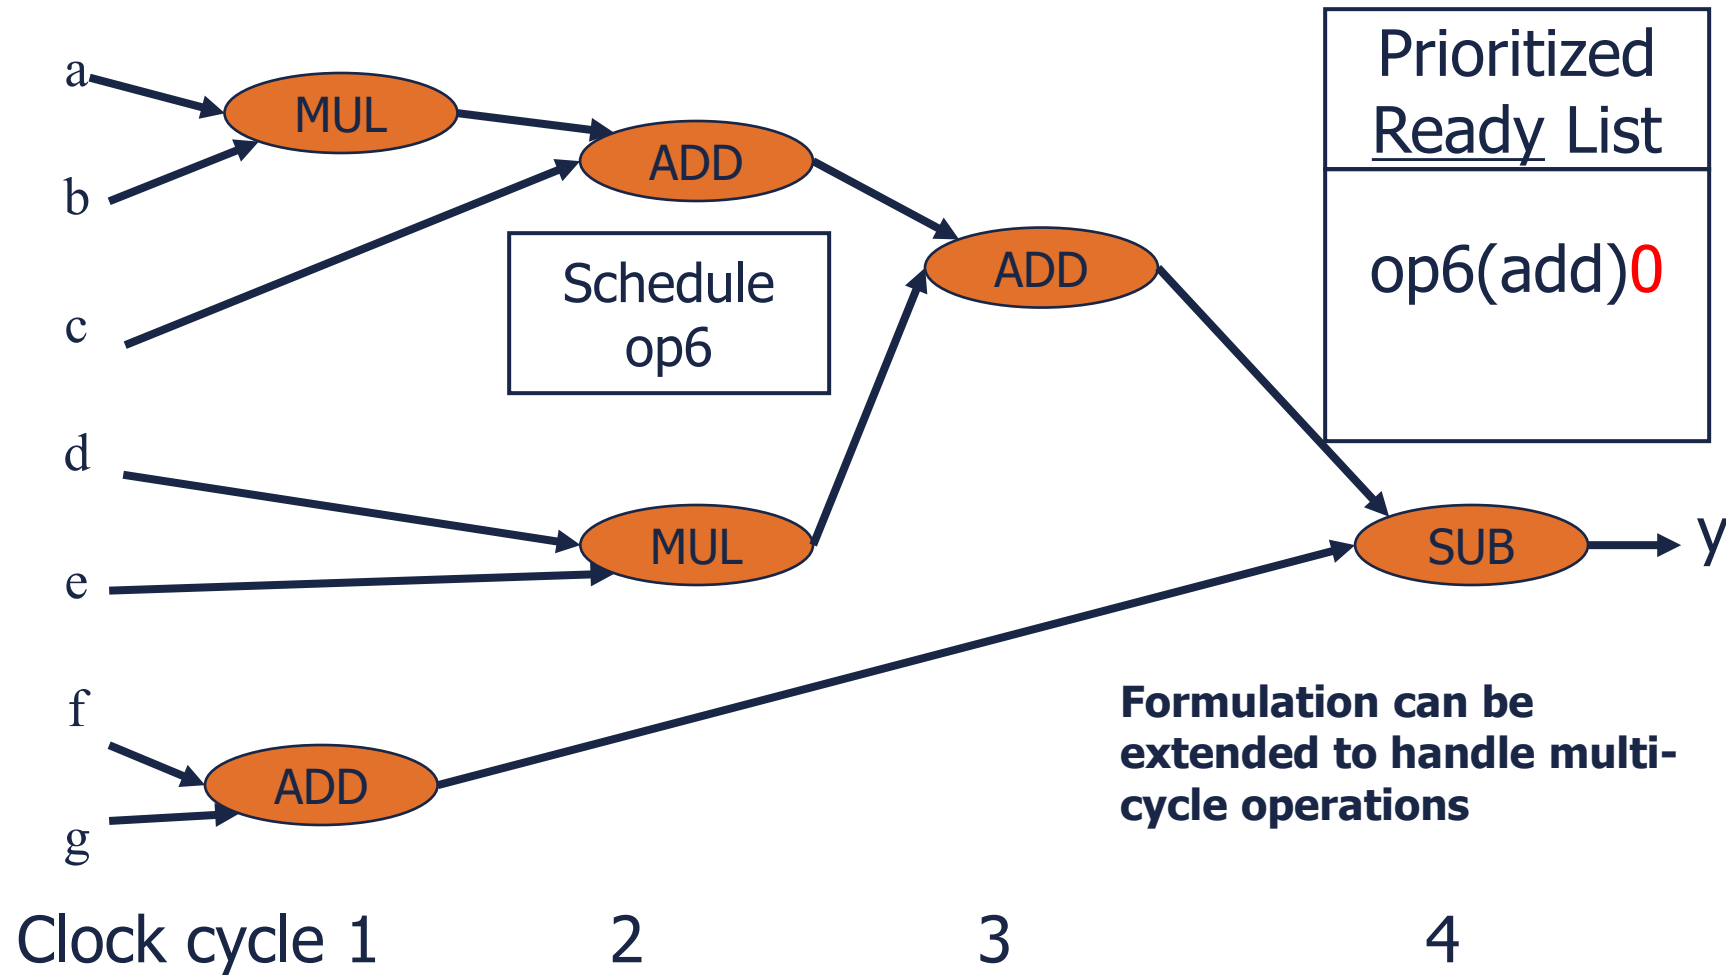 Prioritized
Ready List
op6(add)0
a
MUL
b
ADD
c
Schedule
op6
ADD
d
MUL
SUB
y
e
f
ADD
g
Formulation can be
extended to handle multi-
cycle operations
Clock cycle 1 2 3 4